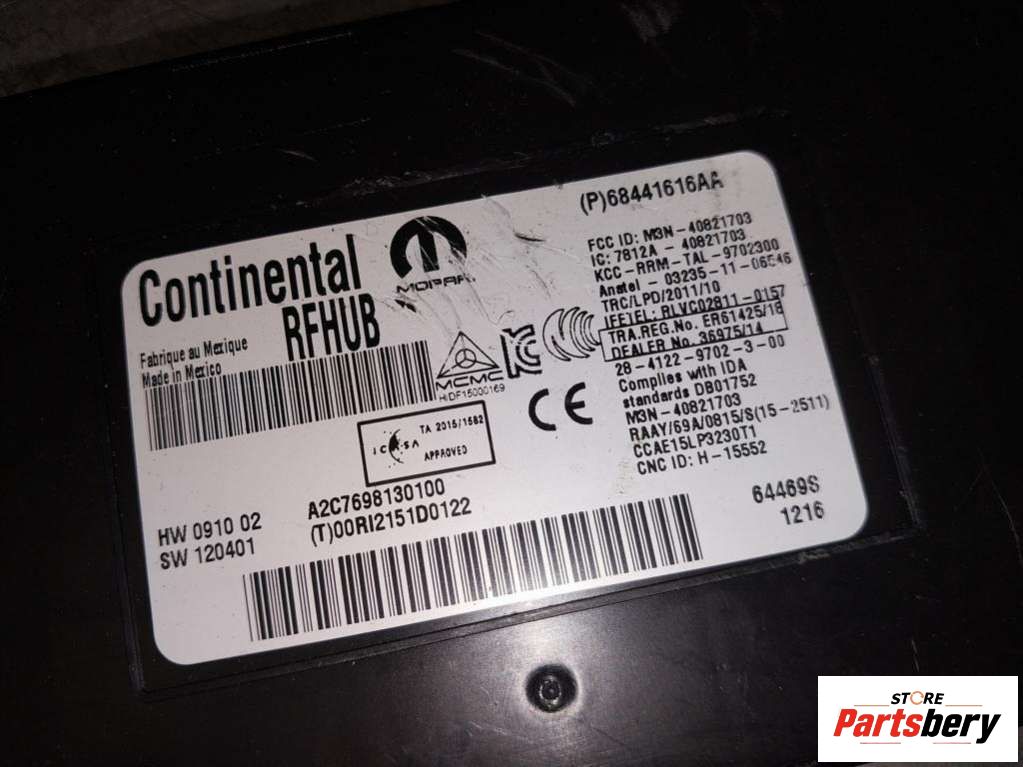 Continental
RFHUB
MOPAR
(P)68441616AA
Fabrique au Mexique
Made in Mexico
FCC ID: M3N-40821703
IC: 7812A - 40821703
KCC-RRM-TAL-9702300
Anatel - 03235-11-06546
TRC/LPD/2011/10
IFETEL: RLVC02811-0157
TRA.REG.No. ER61425/18
DEALER No. 36975/14
28-4122-9702-3-00
Complies with IDA
standards DB01752
M3N-40821703
RAAY/69A/0815/S(15-2511)
CCAE15LP3230T1
CNC ID: H-15552
MCMC
HIDF15000169
CE
ICASA
TA 2015/1582
APPROVED
HW 0910 02
SW 120401
A2C7698130100
(T)00RI2151D0122
64469S
1216
STORE
Partsbery